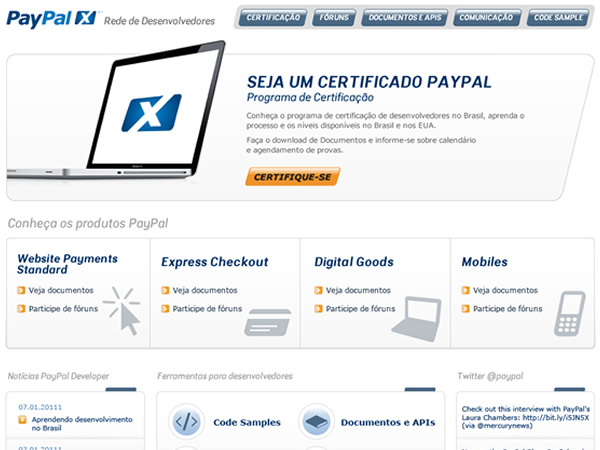 PayPal X Rede de Desenvolvedores
CERTIFICAÇÃO FÓRUNS DOCUMENTOS E APIS COMUNICAÇÃO CODE SAMPLE
X
SEJA UM CERTIFICADO PAYPAL
Programa de Certificação
Conheça o programa de certificação de desenvolvedores no Brasil, aprenda o
processo e os níveis disponíveis no Brasil e nos EUA.
Faça o download de Documentos e informe-se sobre calendário
e agendamento de provas.
CERTIFIQUE-SE
Conheça os produtos PayPal
Website Payments
Standard
Veja documentos
Participe de fóruns
Express Checkout
Veja documentos
Participe de fóruns
Digital Goods
Veja documentos
Participe de fóruns
Mobiles
Veja documentos
Participe de fóruns
Notícias PayPal Developer
07.01.20111
Aprendendo desenvolvimento
no Brasil
Ferramentas para desenvolvedores
Code Samples
Documentos e APIs
Twitter @paypal
Check out this interview with PayPal's
Laura Chambers: http://bit.ly/i5JN5X
(via @mercurynews)